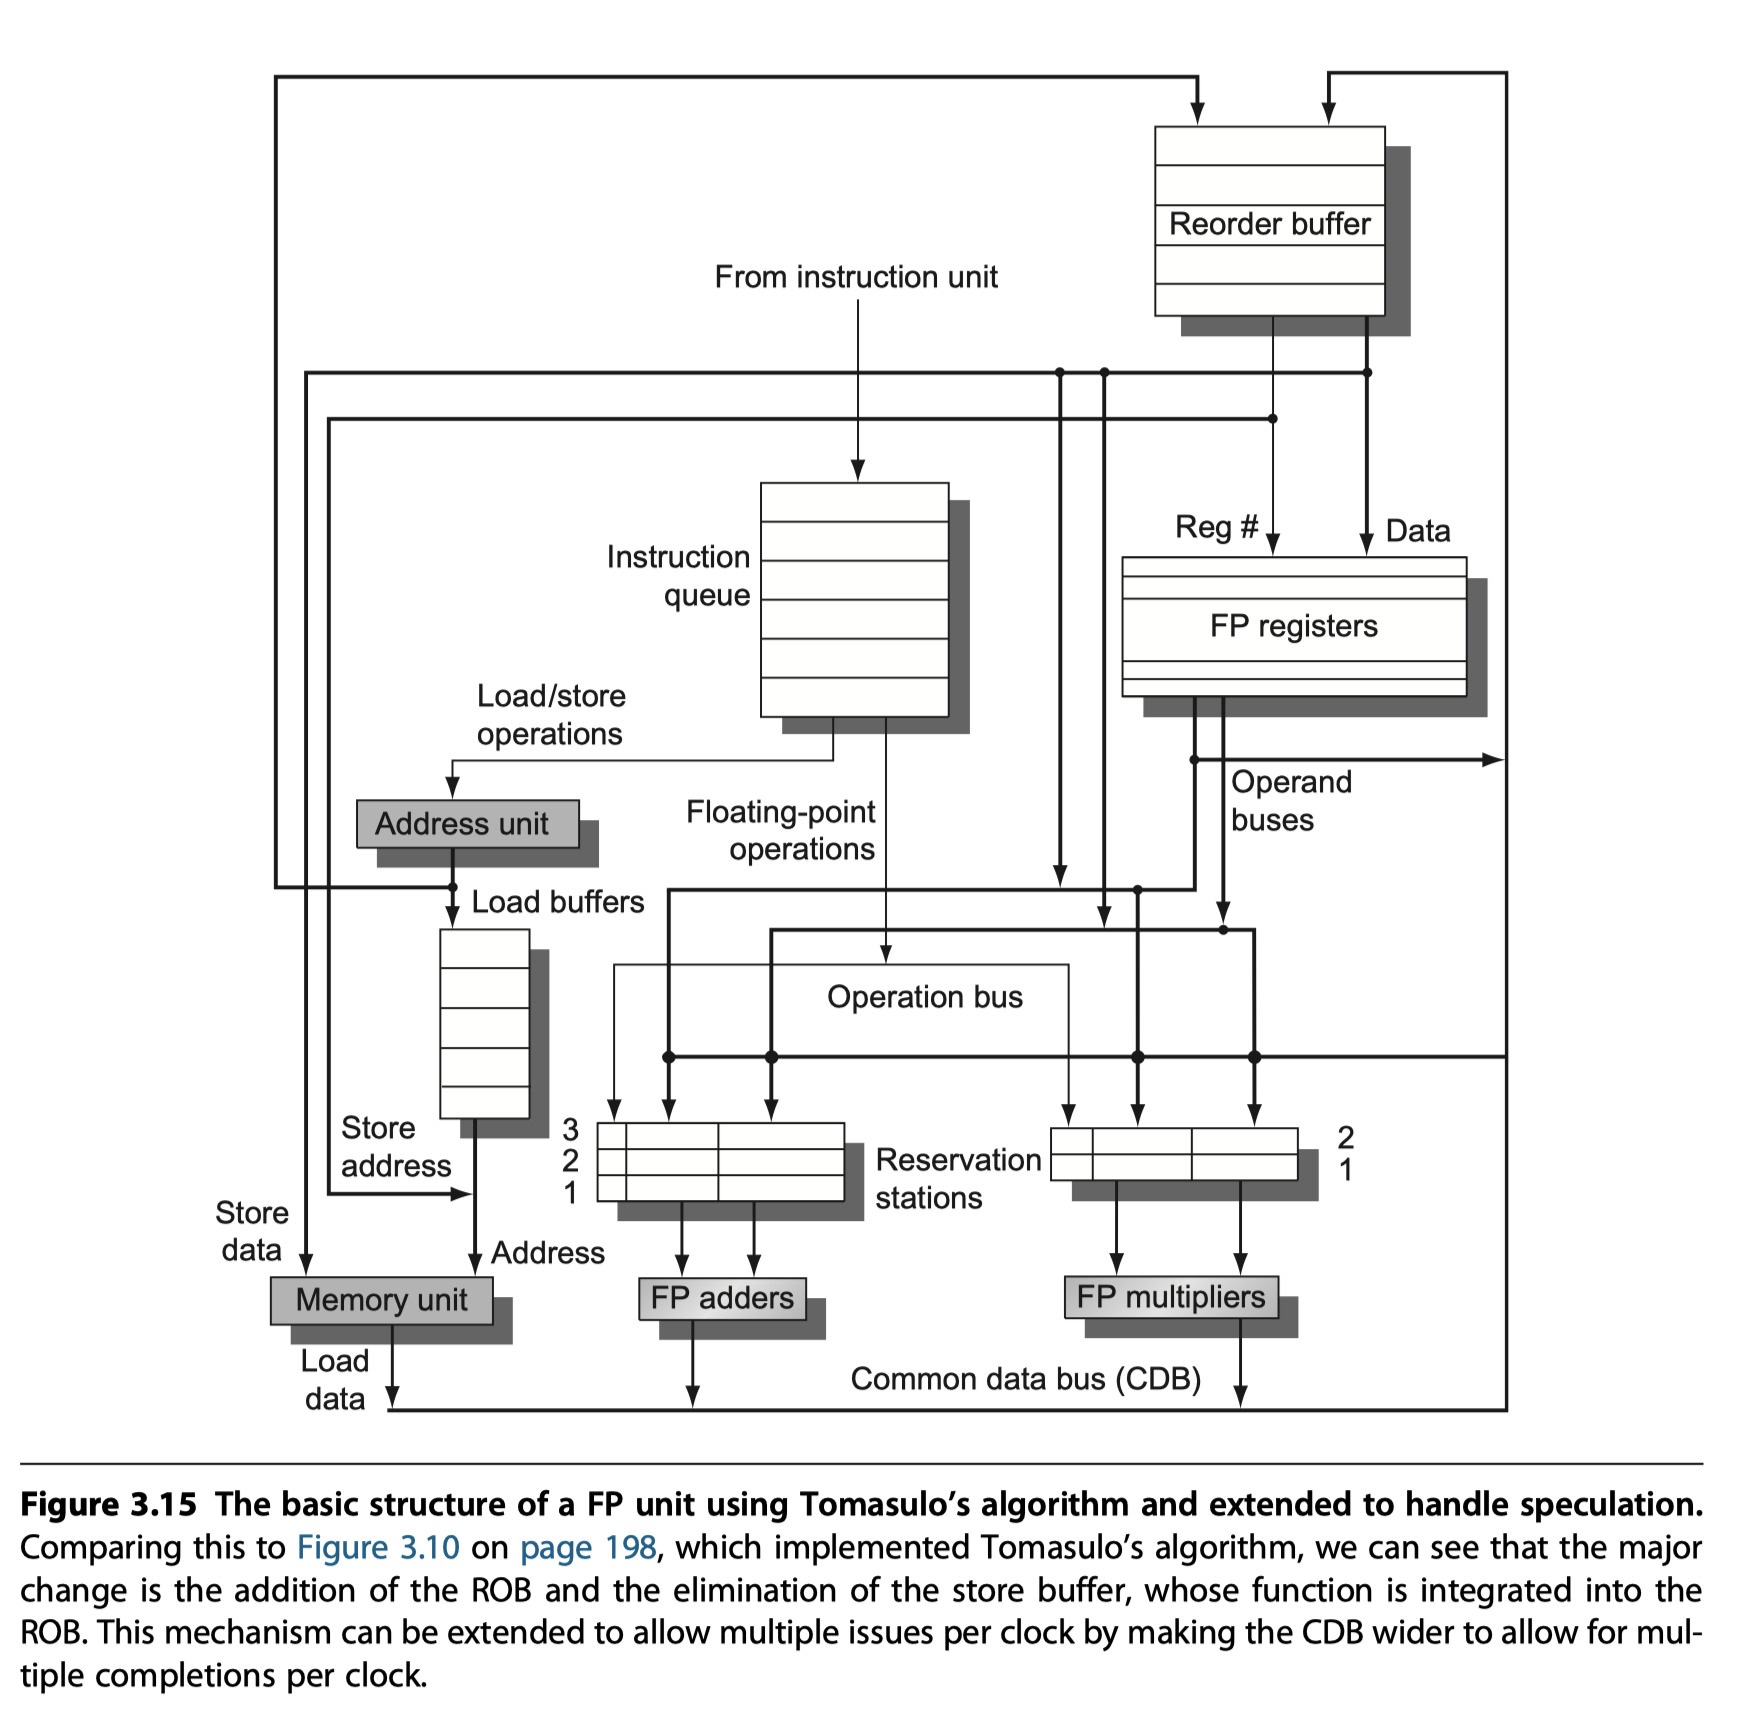 Reorder buffer
From instruction unit
Reg #
Data
Instruction
queue
FP registers
Load/store
operations
Operand
buses
Address unit
Floating-point
operations
Load buffers
Operation bus
Store
address
3
2
1
Reservation
stations
2
1
Store
data
Address
Memory unit
FP adders
FP multipliers
Load
data
Common data bus (CDB)
Figure 3.15 The basic structure of a FP unit using Tomasulo’s algorithm and extended to handle speculation.
Comparing this to Figure 3.10 on page 198, which implemented Tomasulo’s algorithm, we can see that the major
change is the addition of the ROB and the elimination of the store buffer, whose function is integrated into the
ROB. This mechanism can be extended to allow multiple issues per clock by making the CDB wider to allow for mul-
tiple completions per clock.